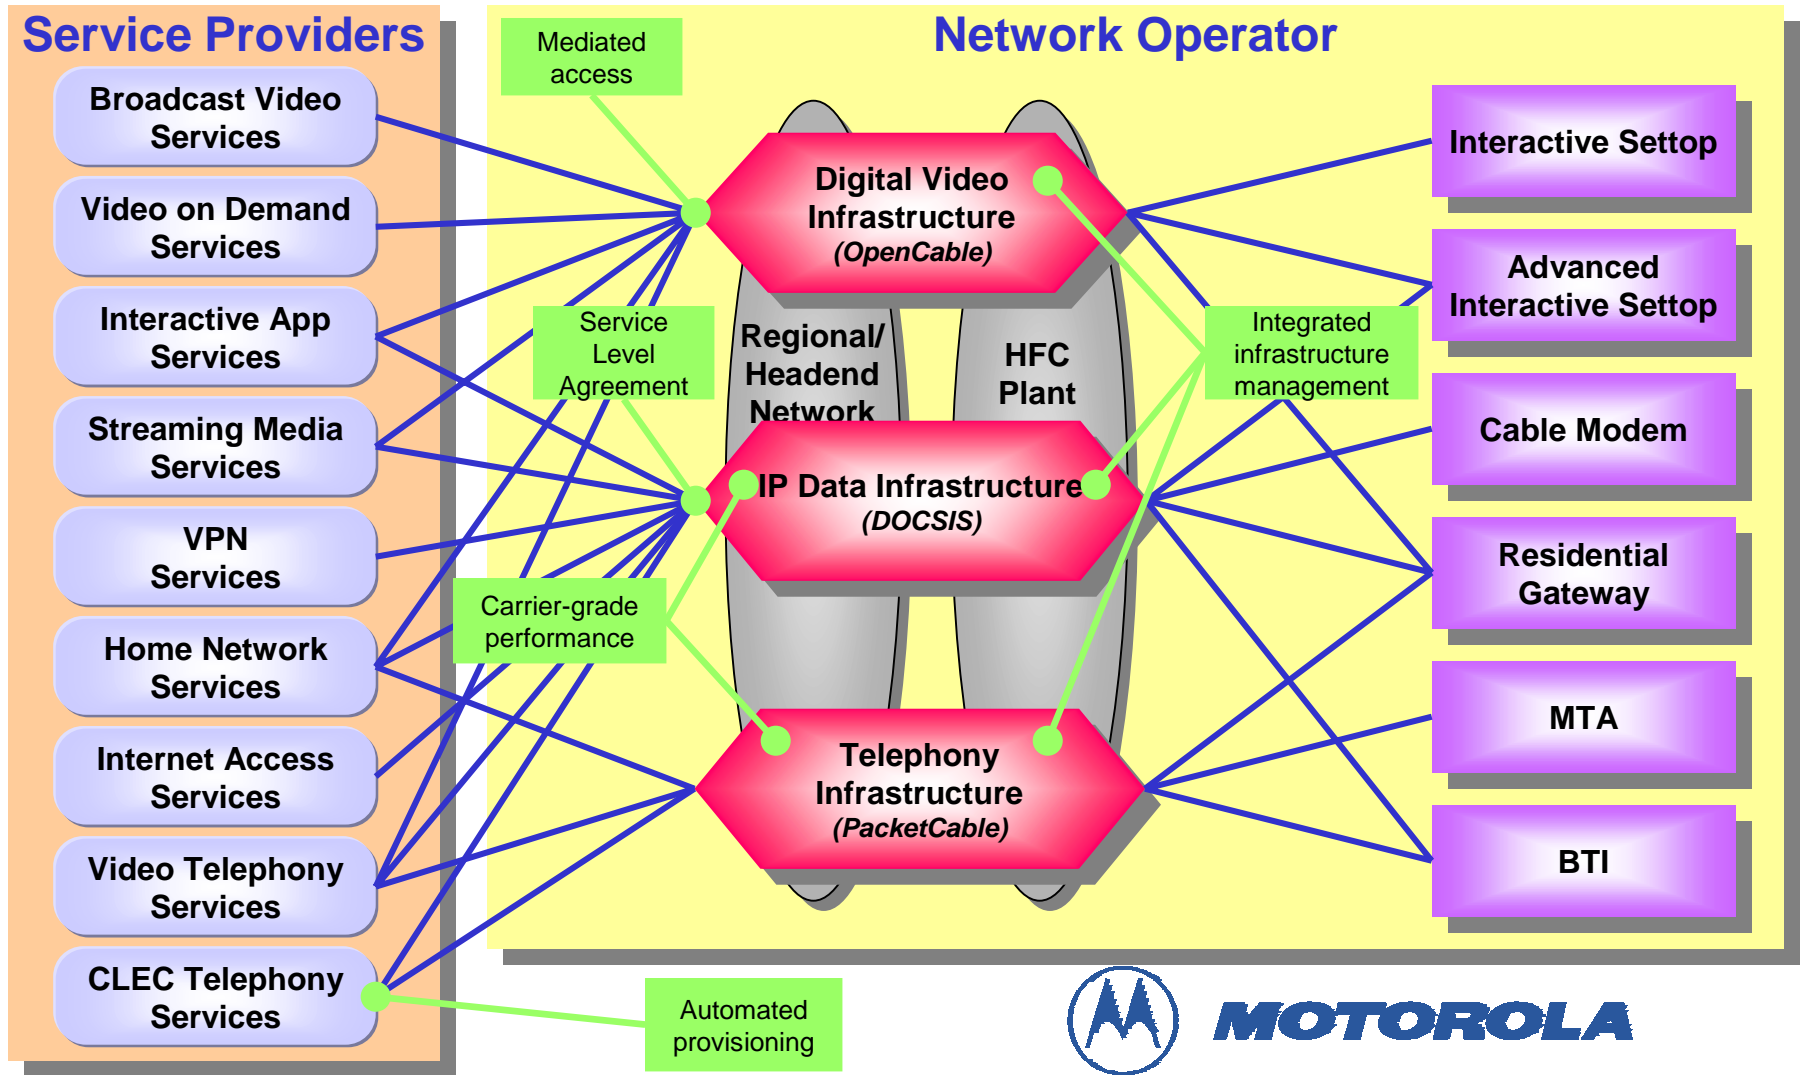 Service Providers
Broadcast Video
Services
Video on Demand
Services
Interactive App
Services
Streaming Media
Services
VPN
Services
Home Network
Services
Internet Access
Services
Video Telephony
Services
CLEC Telephony
Services
Network Operator
Mediated
access
Digital Video
Infrastructure
(OpenCable)
Service
Level
Agreement
Regional/
Headend
Network
HFC
Plant
Integrated
infrastructure
management
IP Data Infrastructure
(DOCSIS)
Carrier-grade
performance
Telephony
Infrastructure
(PacketCable)
Interactive Settop
Advanced
Interactive Settop
Cable Modem
Residential
Gateway
MTA
BTI
Automated
provisioning
MOTOROLA